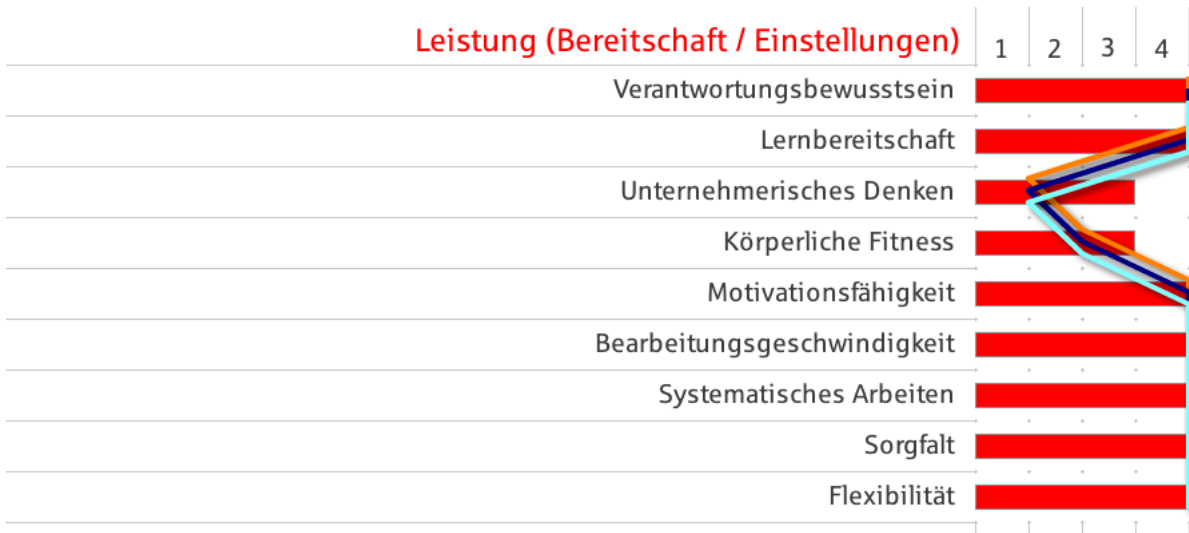 Leistung (Bereitschaft / Einstellungen) 1 2 3 4
Verantwortungsbewusstsein
Lernbereitschaft
Unternehmerisches Denken
Körperliche Fitness
Motivationsfähigkeit
Bearbeitungsgeschwindigkeit
Systematisches Arbeiten
Sorgfalt
Flexibilität